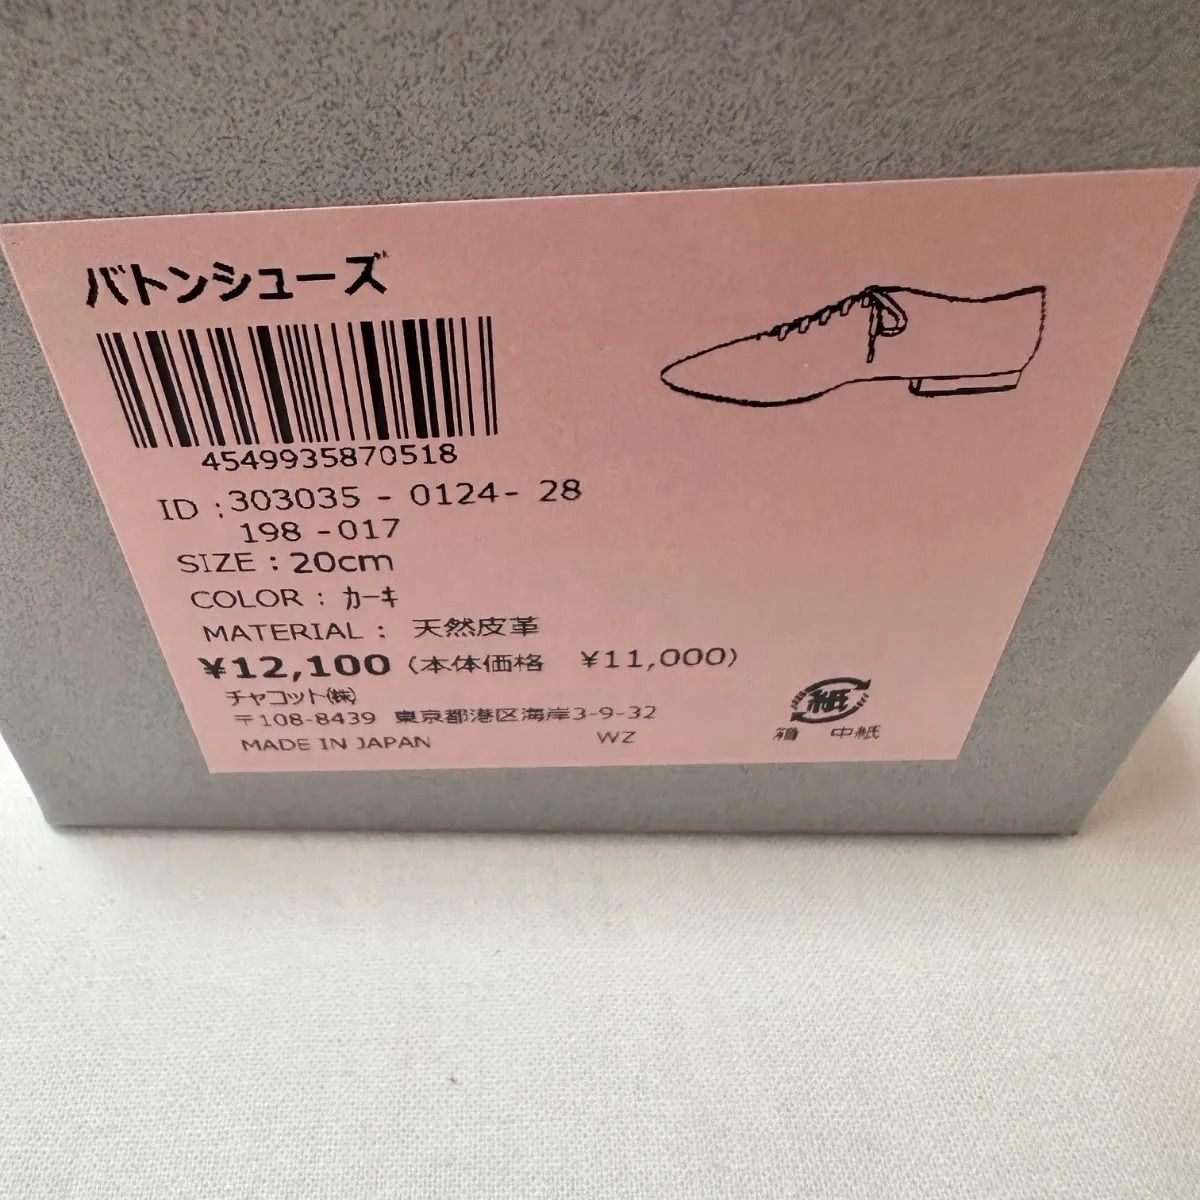 バトンシューズ
4549935870518
ID : 303035 - 0124- 28
198 -017
SIZE : 20cm
COLOR : カーキ
MATERIAL : 天然皮革
¥12,100 (本体価格 ¥11,000)
チャコット(株)
〒108-8439 東京都港区海岸3-9-32
MADE IN JAPAN WZ
紙
箱 中紙